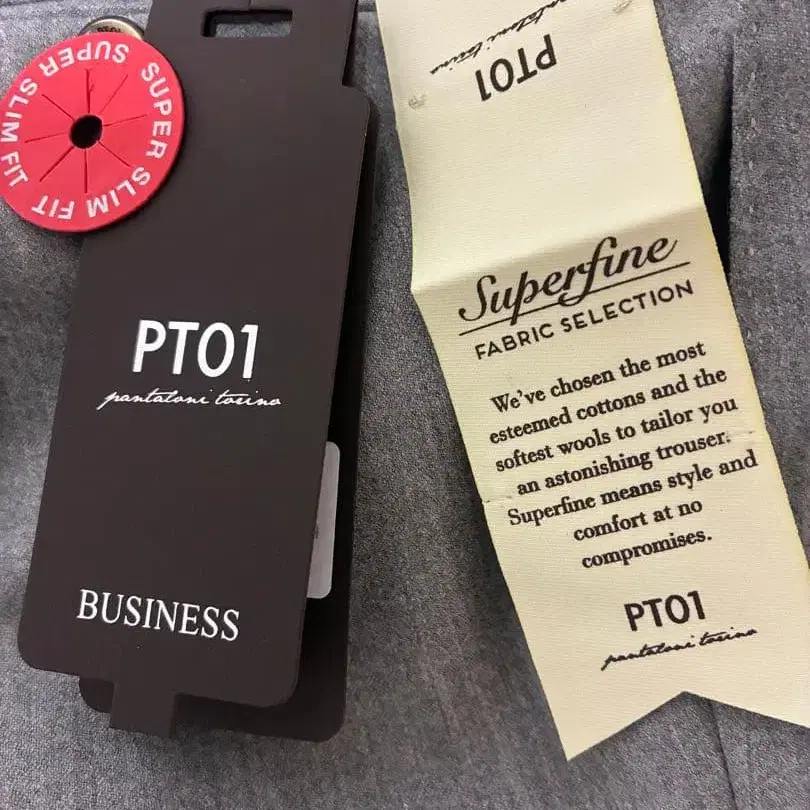 SUPER SLIM FIT SUPER SLIM FIT
PT01
pantaloni torino
BUSINESS
pantaloni torino
PT01
Superfine
FABRIC SELECTION
We've chosen the most
esteemed cottons and the
softest wools to tailor you
an astonishing trouser.
Superfine means style and
comfort at no
compromises.
PT01
pantaloni torino